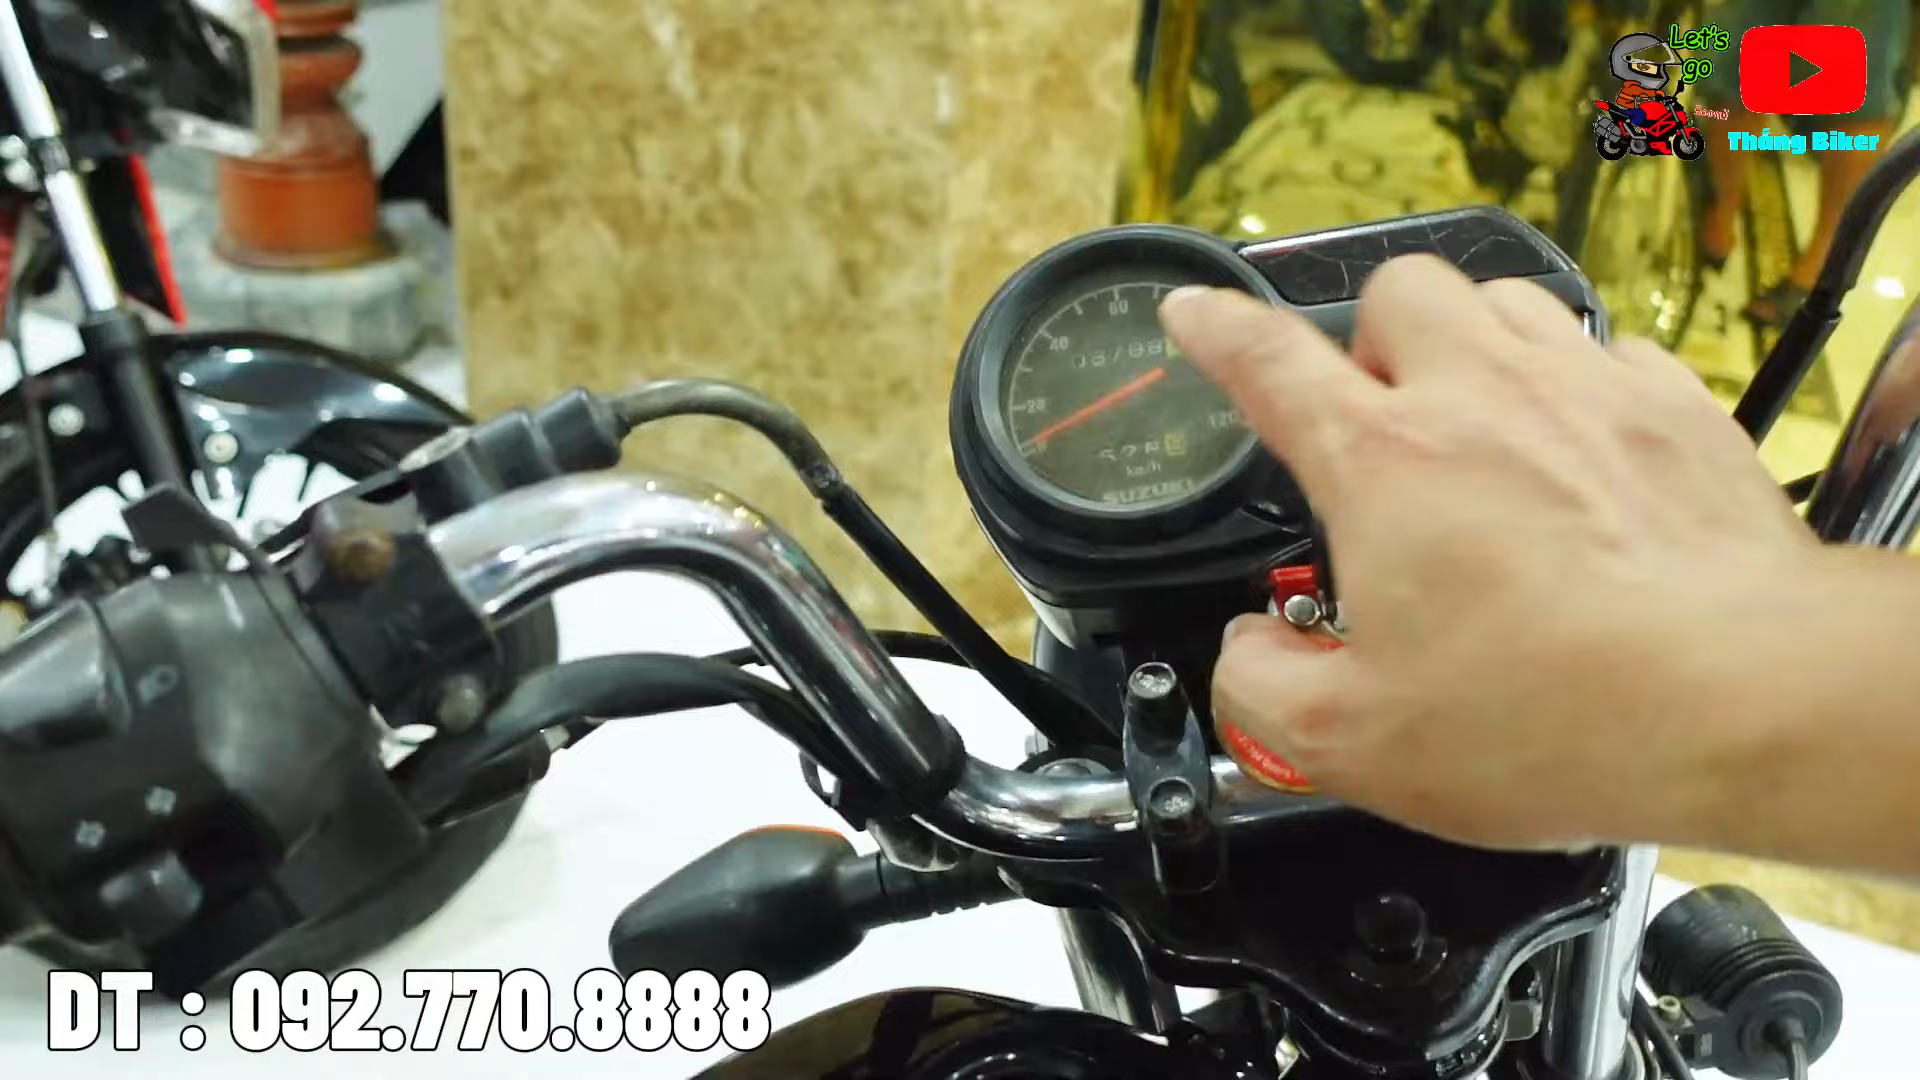 Let's
go
Thắng Biker
60
40
20
120
km/h
SUZUKI
DT : 092.770.8888